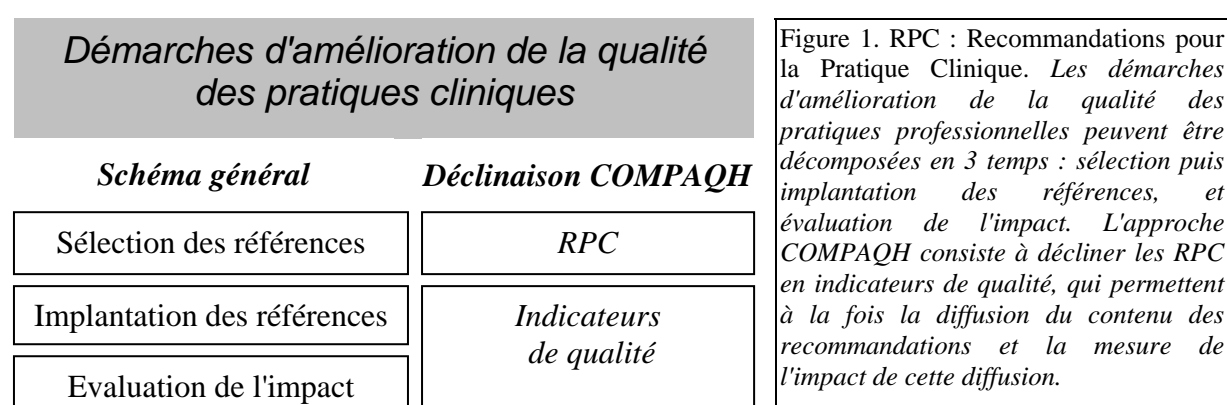 Démarches d'amélioration de la qualité
des pratiques cliniques
Schéma général
Déclinaison COMPAQH
Sélection des références
RPC
Implantation des références
Indicateurs
de qualité
Evaluation de l'impact
Figure 1. RPC : Recommandations pour
la Pratique Clinique. Les démarches
d'amélioration de la qualité des
pratiques professionnelles peuvent être
décomposées en 3 temps : sélection puis
implantation des références, et
évaluation de l'impact. L'approche
COMPAQH consiste à décliner les RPC
en indicateurs de qualité, qui permettent
à la fois la diffusion du contenu des
recommandations et la mesure de
l'impact de cette diffusion.